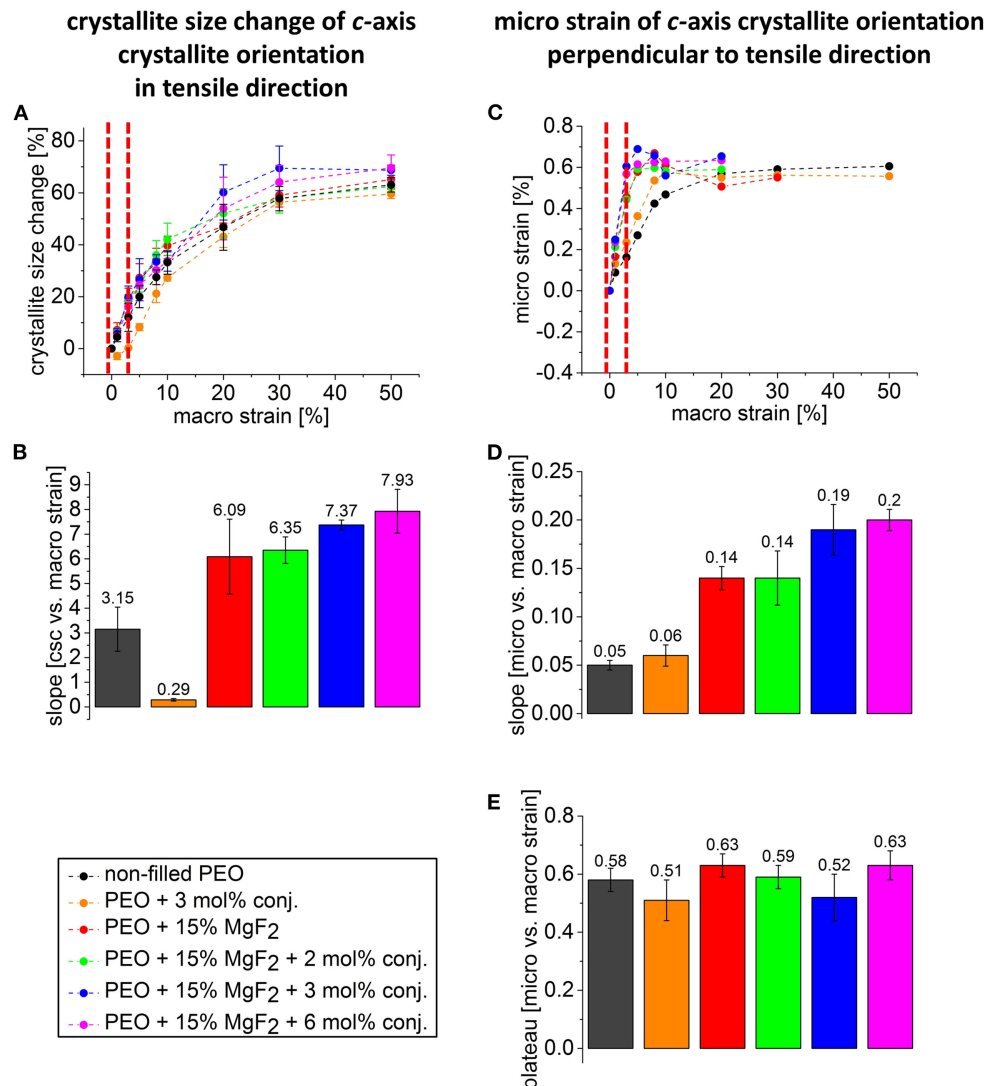 crystallite size change of c-axis
crystallite orientation
in tensile direction
micro strain of c-axis crystallite orientation
perpendicular to tensile direction
A
crystallite size change [%]
80
60
40
20
0
0 10 20 30 40 50
macro strain [%]
C
micro strain [%]
0.8
0.6
0.4
0.2
0.0
-0.2
-0.4
0 10 20 30 40 50
macro strain [%]
B
slope [csc vs. macro strain]
9
8
7
6
5
4
3
2
1
0
3.15
0.29
6.09
6.35
7.37
7.93
D
slope [micro vs. macro strain]
0.25
0.20
0.15
0.10
0.05
0.00
0.05
0.06
0.14
0.14
0.19
0.2
E
plateau [micro vs. macro strain]
0.8
0.6
0.4
0.2
0.0
0.58
0.51
0.63
0.59
0.52
0.63
non-filled PEO
PEO + 3 mol% conj.
PEO + 15% MgF2
PEO + 15% MgF2 + 2 mol% conj.
PEO + 15% MgF2 + 3 mol% conj.
PEO + 15% MgF2 + 6 mol% conj.